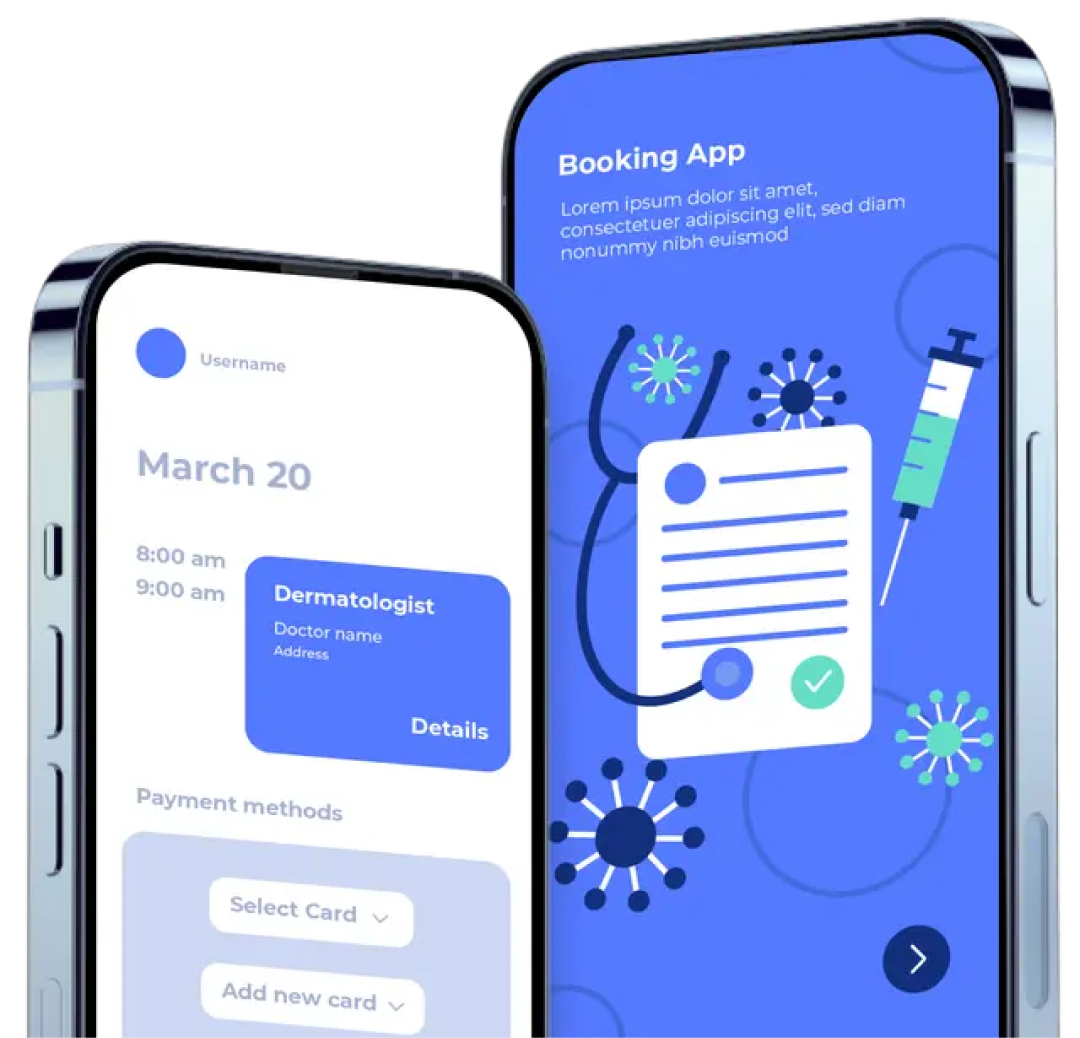 Booking App
Lorem ipsum dolor sit amet,
consectetuer adipiscing elit, sed diam
nonummy nibh euismod
Username
March 20
8:00 am
9:00 am
Dermatologist
Doctor name
Address
Details
Payment methods
Select Card
Add new card